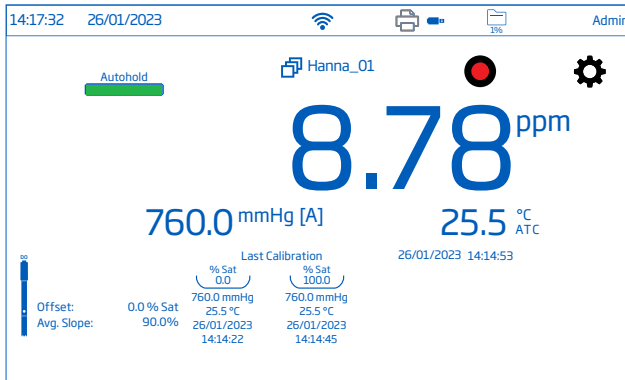 14:17:32 26/01/2023 1% Admin
Hanna_01
Autohold
8.78 ppm
760.0 mmHg [A] 25.5 °C
ATC
26/01/2023 14:14:53
Last Calibration
% Sat % Sat
0.0 100.0
760.0 mmHg 760.0 mmHg
25.5 °C 25.5 °C
26/01/2023 26/01/2023
14:14:22 14:14:45
DO
Offset: 0.0 % Sat
Avg. Slope: 90.0%